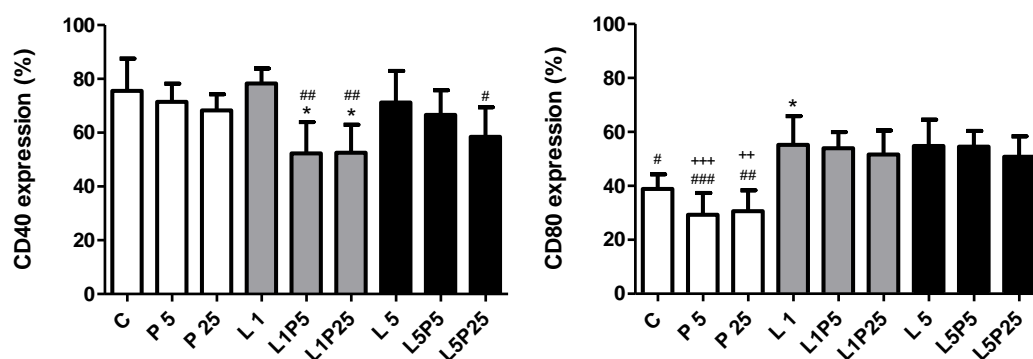 CD40 expression (%)
100
80
60
40
20
0
##
*
##
*
#
C
P 5
P 25
L 1
L1P5
L1P25
L 5
L5P5
L5P25
CD80 expression (%)
100
80
60
40
20
0
#
+++
###
++
##
*
C
P 5
P 25
L 1
L1P5
L1P25
L 5
L5P5
L5P25